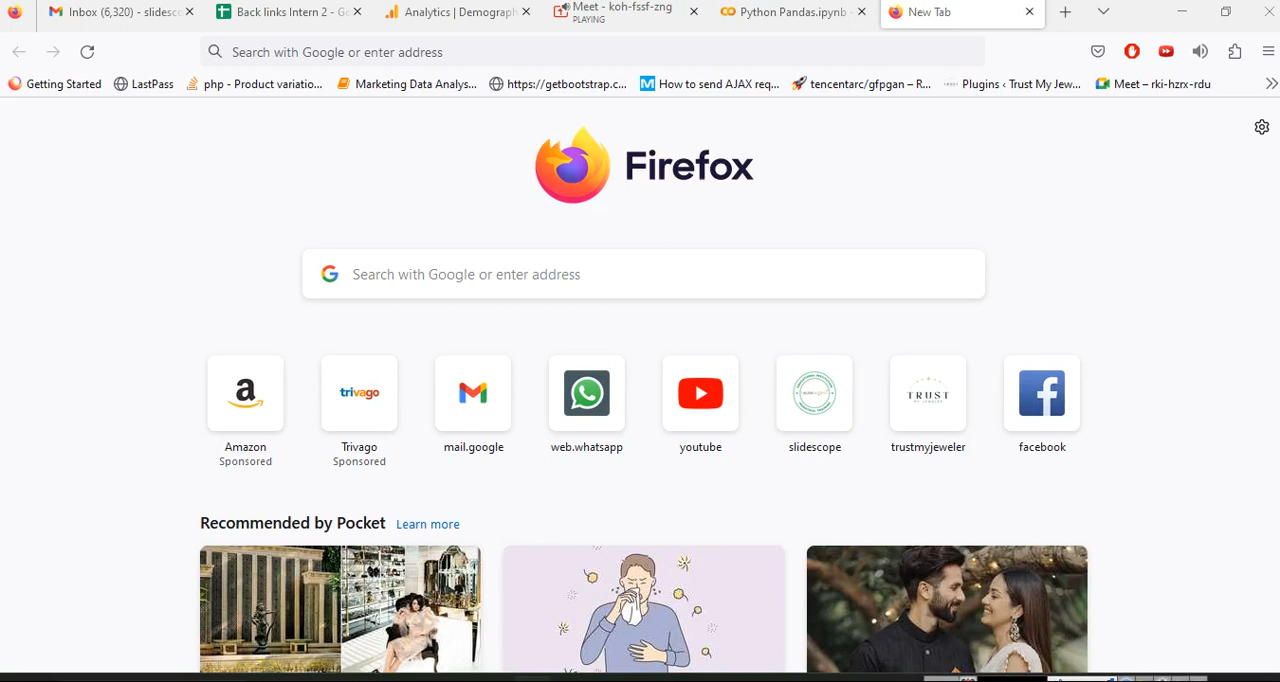 Inbox (6,320) - slidesco
Back links Intern 2 - Go
Analytics | Demograph
Meet - koh-fssf-zng
PLAYING
Python Pandas.ipynb -
New Tab
Search with Google or enter address
Getting Started
LastPass
php - Product variatio...
Marketing Data Analys...
https://getbootstrap.c...
M How to send AJAX req...
tencentarc/gfpgan – R...
Plugins ‹ Trust My Jew...
Meet – rki-hzrx-rdu
Firefox
Search with Google or enter address
a
trivago
TRUST
Amazon
Sponsored
Trivago
Sponsored
mail.google
web.whatsapp
youtube
slidescope
trustmyjeweler
facebook
Recommended by Pocket Learn more